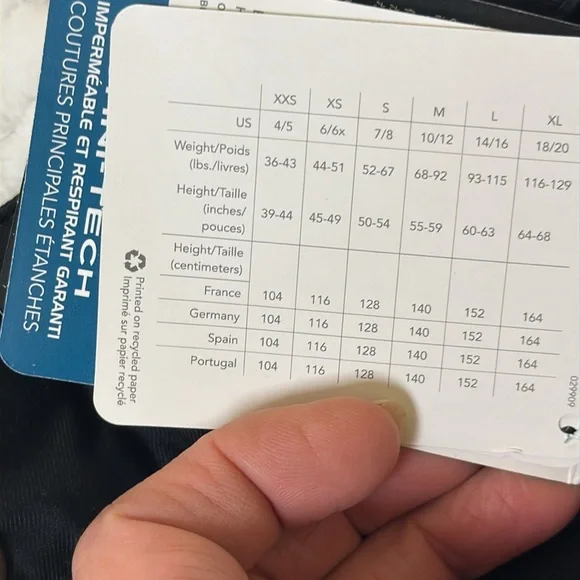 IMPERMÉABLE ET RESPIRANT GARANTI
COUTURES PRINCIPALES ÉTANCHES
XXS XS S M L XL
US 4/5 6/6x 7/8 10/12 14/16 18/20
Weight/Poids
(lbs./livres) 36-43 44-51 52-67 68-92 93-115 116-129
Height/Taille
(inches/
pouces) 39-44 45-49 50-54 55-59 60-63 64-68
Height/Taille
(centimeters)
France 104 116 128 140 152 164
Germany 104 116 128 140 152 164
Spain 104 116 128 140 152 164
Portugal 104 116 128 140 152 164
Printed on recycled paper
Imprimé sur papier recyclé
029909